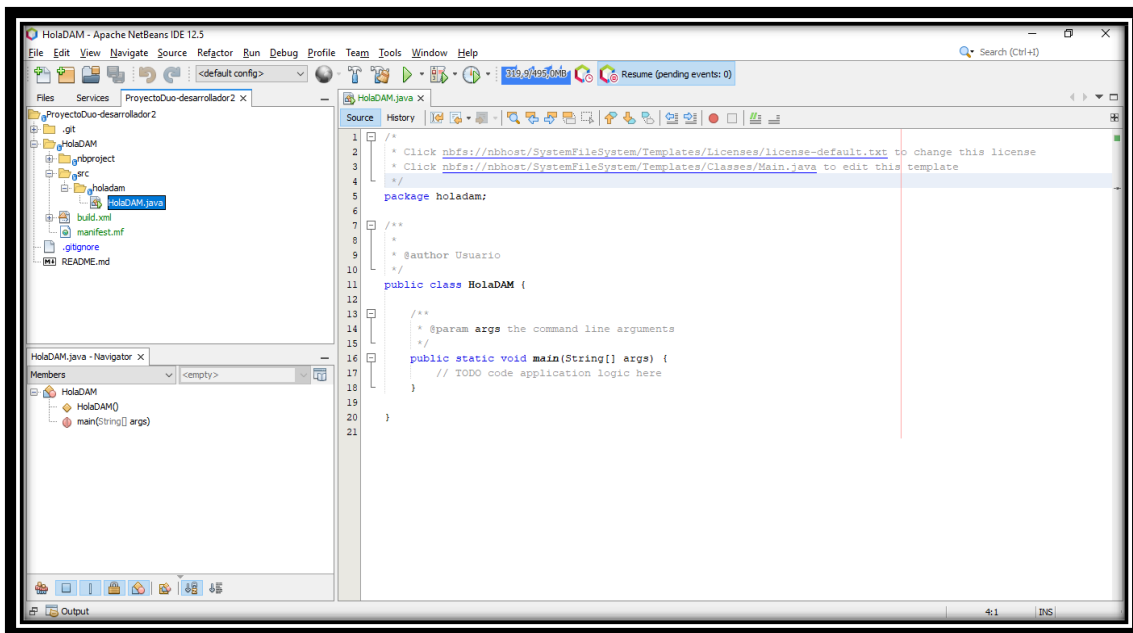 HolaDAM - Apache NetBeans IDE 12.5
File Edit View Navigate Source Refactor Run Debug Profile Team Tools Window Help
Search (Ctrl+I)
<default config>
319,9/495,0MB
Resume (pending events: 0)
Files Services ProyectoDuo-desarrollador2
ProyectoDuo-desarrollador2
.git
HolaDAM
nbproject
src
holadam
HolaDAM.java
build.xml
manifest.mf
.gitignore
README.md
HolaDAM.java - Navigator
Members <empty>
HolaDAM
HolaDAM()
main(String[] args)
HolaDAM.java
Source History
1 /*
2 * Click nbfs://nbhost/SystemFileSystem/Templates/Licenses/license-default.txt to change this license
3 * Click nbfs://nbhost/SystemFileSystem/Templates/Classes/Main.java to edit this template
4 */
5 package holadam;
6
7 /**
8 *
9 * @author Usuario
10 */
11 public class HolaDAM {
12
13 /**
14 * @param args the command line arguments
15 */
16 public static void main(String[] args) {
17 // TODO code application logic here
18 }
19
20 }
21
Output
4:1 INS